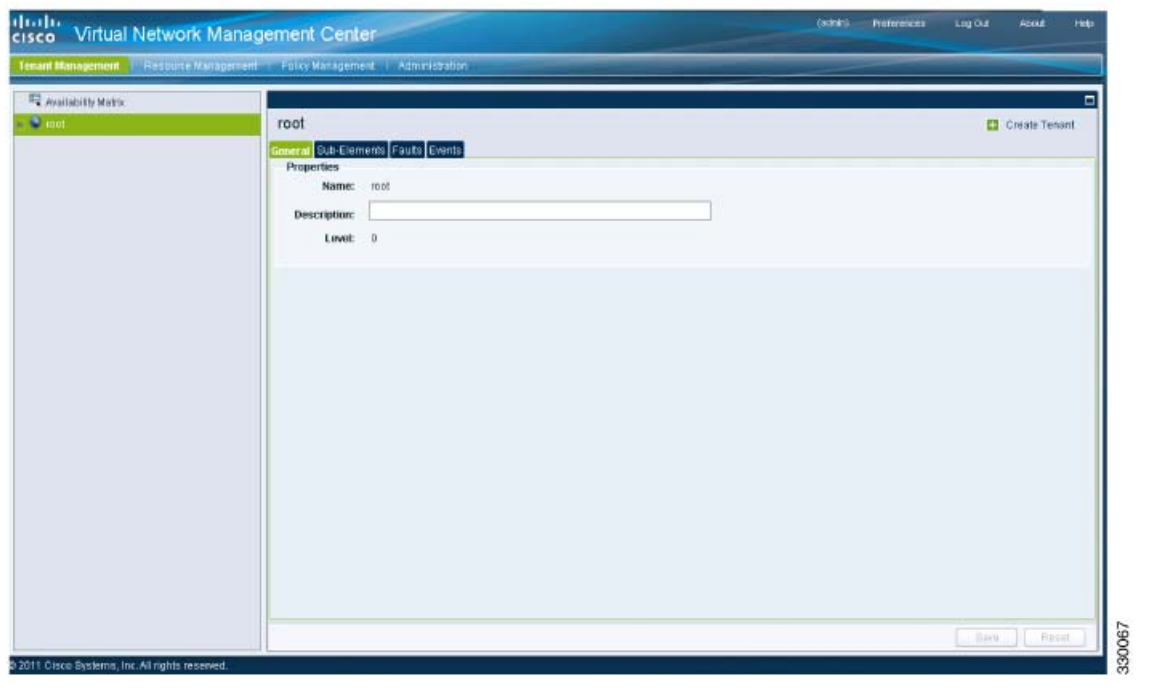 cisco Virtual Network Management Center
(admin) Preferences Log Out About Help
Tenant Management | Resource Management | Policy Management | Administration
Availability Matrix
root
root
Create Tenant
General Sub-Elements Faults Events
Properties
Name: root
Description:
Level: 0
Save Reset
© 2011 Cisco Systems, Inc. All rights reserved.
330067